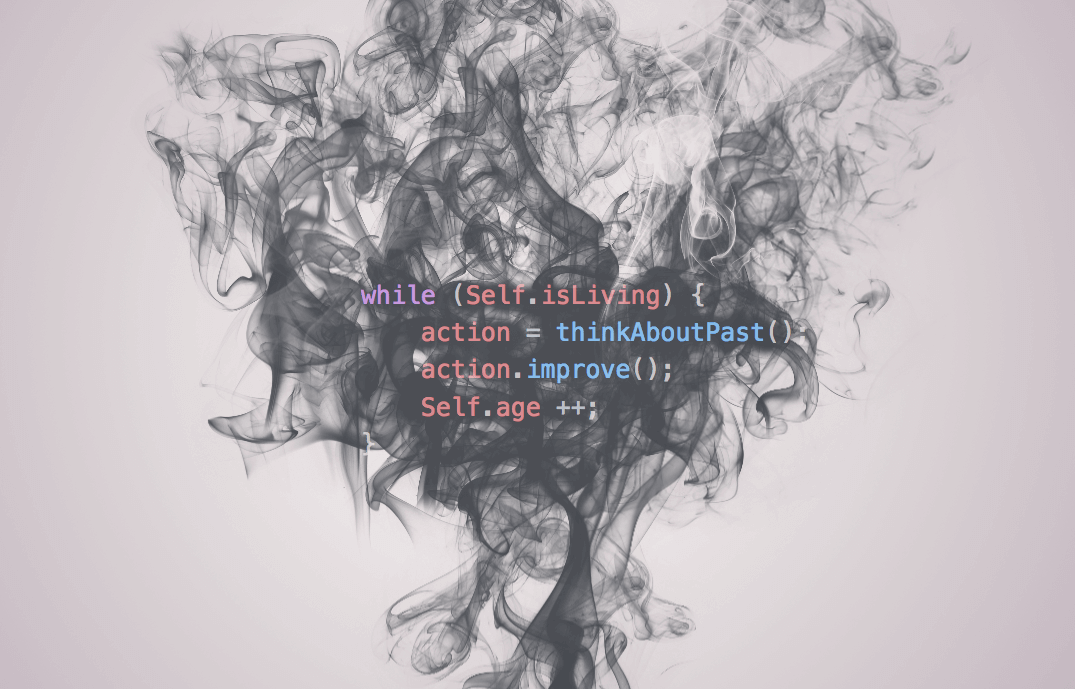 while (Self.isLiving) {
    action = thinkAboutPast();
    action.improve();
    Self.age ++;
}